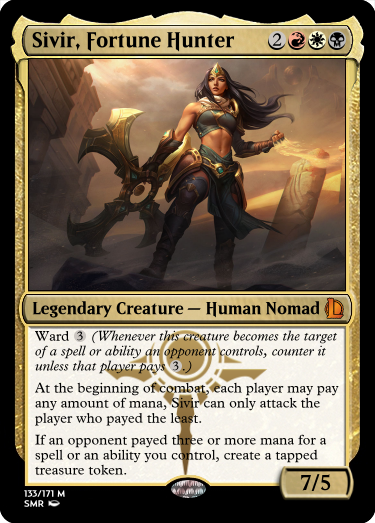 Sivir, Fortune Hunter 2
Legendary Creature — Human Nomad
Ward 3 (Whenever this creature becomes the target
of a spell or ability an opponent controls, counter it
unless that player pays 3.)
At the beginning of combat, each player may pay
any amount of mana, Sivir can only attack the
player who payed the least.
If an opponent payed three or more mana for a
spell or an ability you control, create a tapped
treasure token.
7/5
133/171 M
SMR